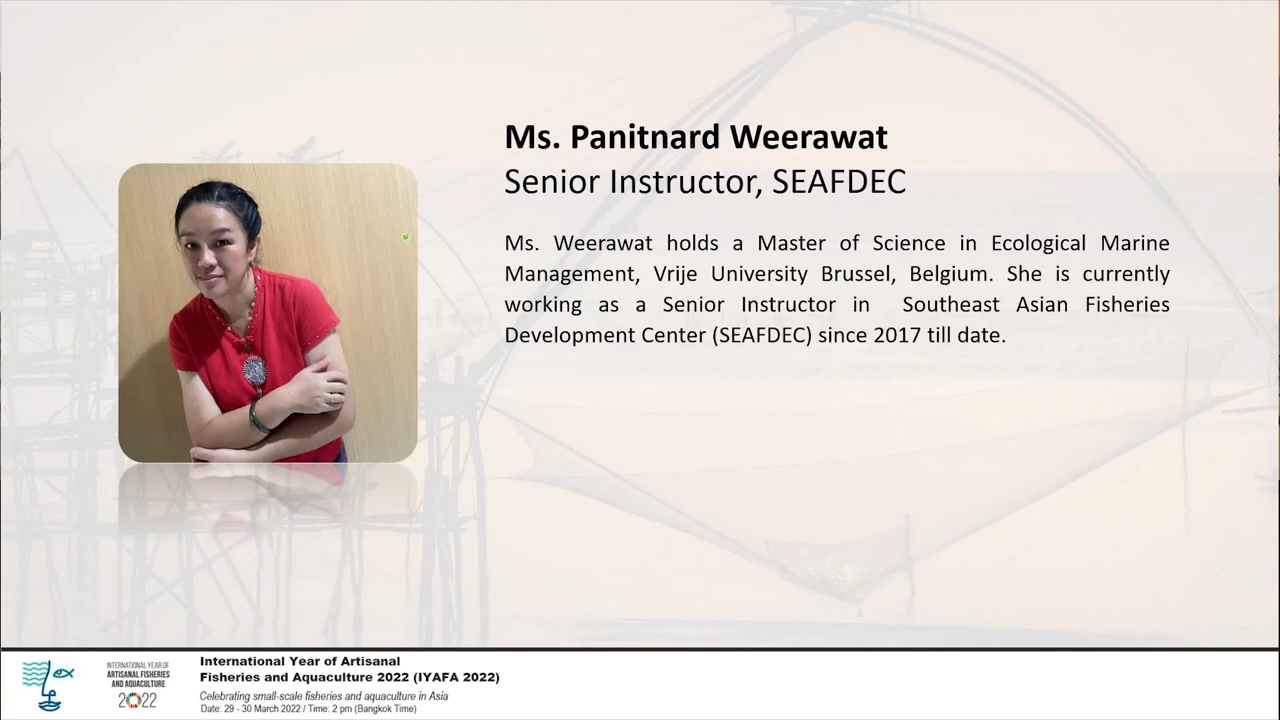 Ms. Panitnard Weerawat
Senior Instructor, SEAFDEC
Ms. Weerawat holds a Master of Science in Ecological Marine
Management, Vrije University Brussel, Belgium. She is currently
working as a Senior Instructor in Southeast Asian Fisheries
Development Center (SEAFDEC) since 2017 till date.
INTERNATIONAL YEAR OF
ARTISANAL FISHERIES
AND AQUACULTURE
2022
International Year of Artisanal
Fisheries and Aquaculture 2022 (IYAFA 2022)
Celebrating small-scale fisheries and aquaculture in Asia
Date: 29 - 30 March 2022 / Time: 2 pm (Bangkok Time)